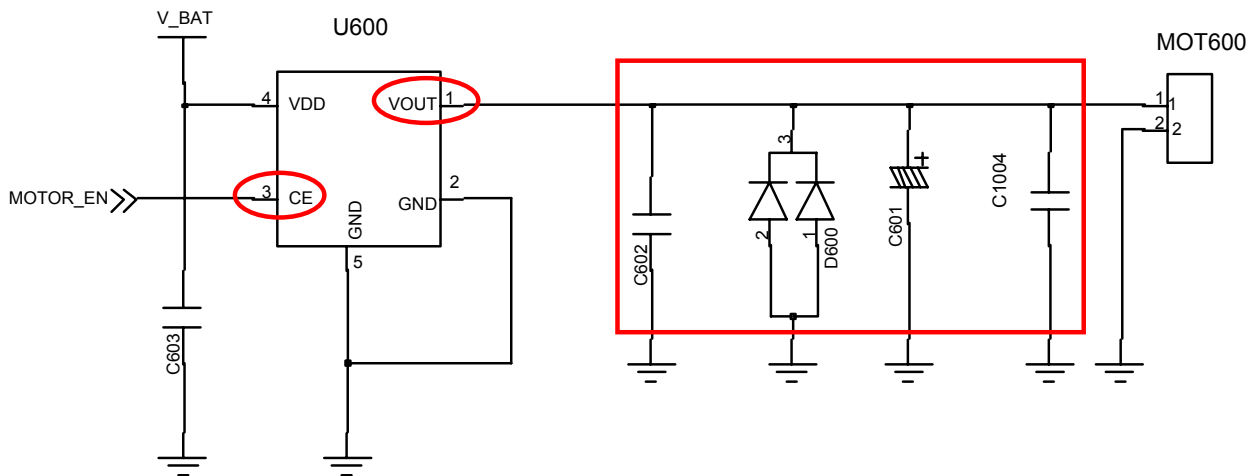 V_BAT
U600
MOT600
4
VDD
VOUT
1
1
1
2
2
MOTOR_EN
3
CE
GND
2
GND
5
C603
C602
3
2
1
D600
+
C601
C1004